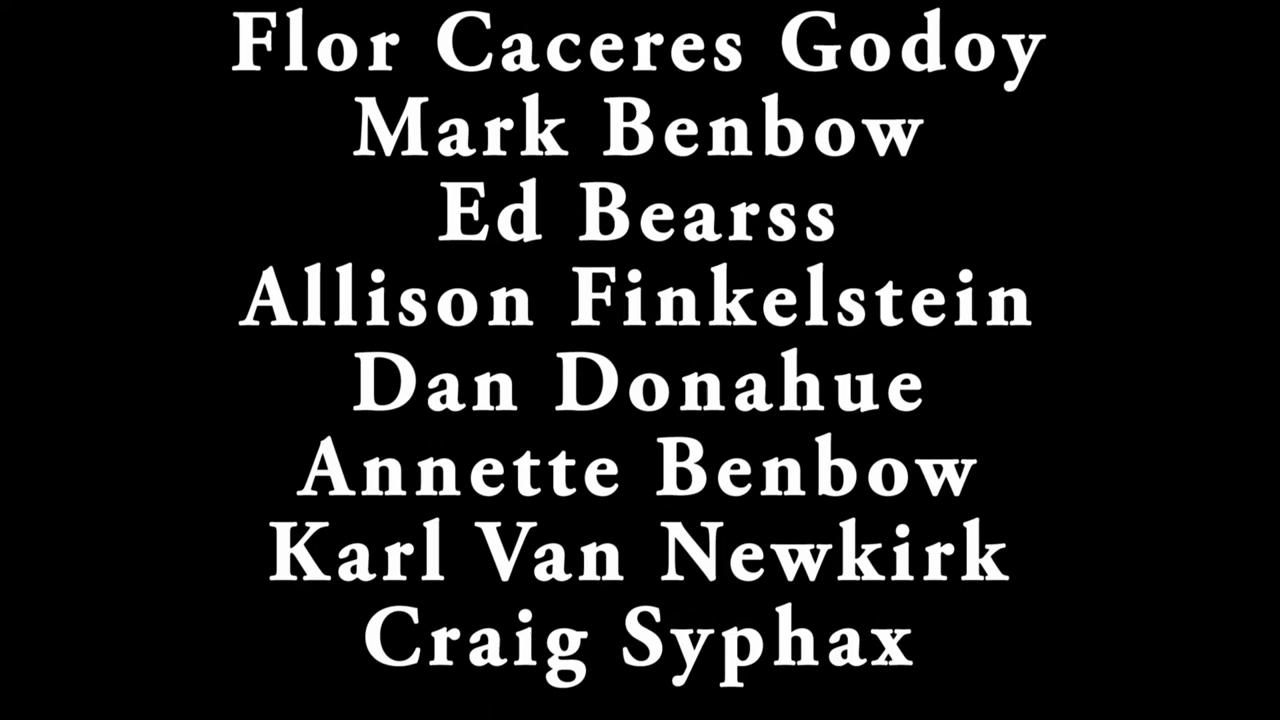 Flor Caceres Godoy
Mark Benbow
Ed Bearss
Allison Finkelstein
Dan Donahue
Annette Benbow
Karl Van Newkirk
Craig Syphax